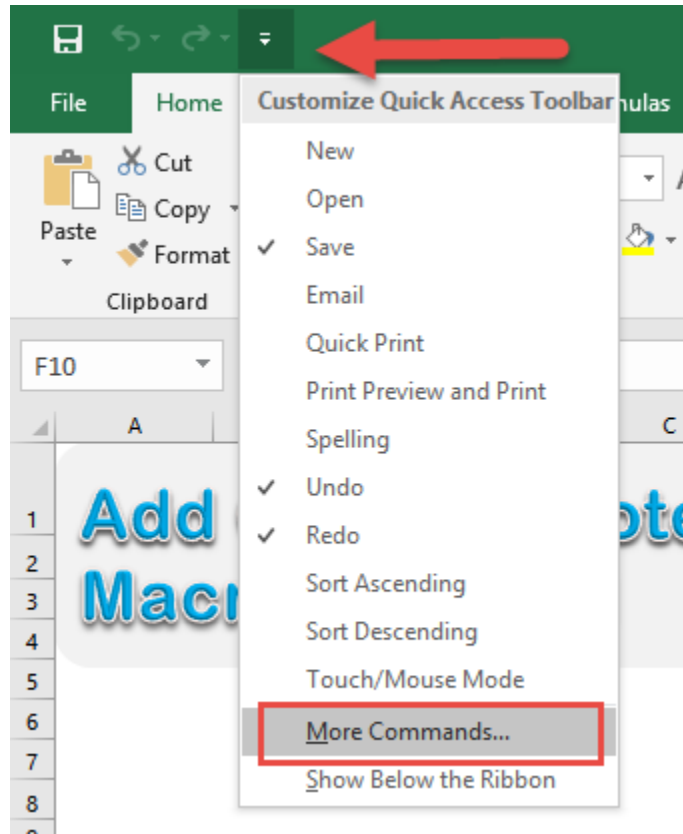 File Home Customize Quick Access Toolbar
New
Cut
Open
Copy
Paste
Save
Format
Email
Clipboard
Quick Print
F10
Print Preview and Print
A C
Spelling
Undo
1 Add
Redo
2
Sort Ascending
3
4 Sort Descending
5 Touch/Mouse Mode
6 More Commands...
7
Show Below the Ribbon
8